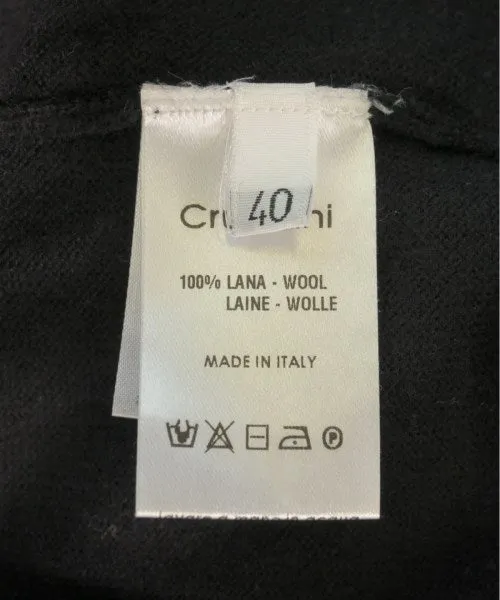 40
100% LANA - WOOL
LAINE - WOLLE
MADE IN ITALY
P